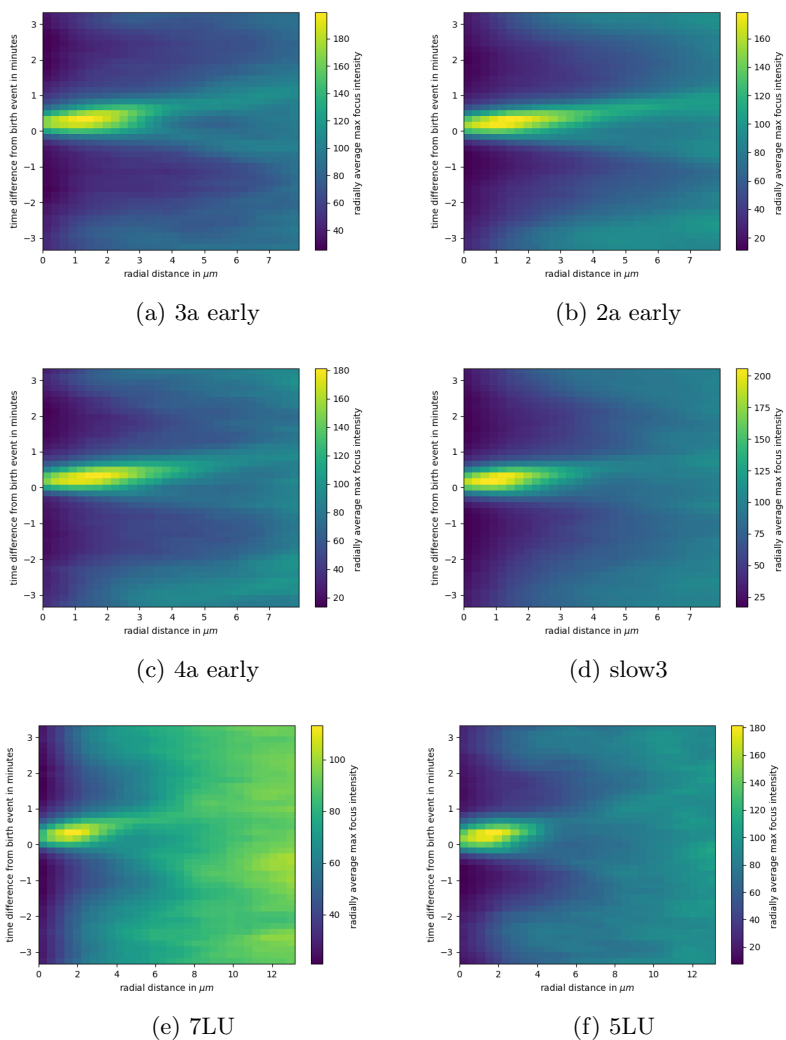 3
2
1
0
−1
−2
−3
time difference from birth event in minutes
0 1 2 3 4 5 6 7
radial distance in μm
180
160
140
120
100
80
60
40
radially average max focus intensity
(a) 3a early
3
2
1
0
−1
−2
−3
time difference from birth event in minutes
0 1 2 3 4 5 6 7
radial distance in μm
160
140
120
100
80
60
40
20
radially average max focus intensity
(b) 2a early
3
2
1
0
−1
−2
−3
time difference from birth event in minutes
0 1 2 3 4 5 6 7
radial distance in μm
180
160
140
120
100
80
60
40
20
radially average max focus intensity
(c) 4a early
3
2
1
0
−1
−2
−3
time difference from birth event in minutes
0 1 2 3 4 5 6 7
radial distance in μm
200
175
150
125
100
75
50
25
radially average max focus intensity
(d) slow3
3
2
1
0
−1
−2
−3
time difference from birth event in minutes
0 2 4 6 8 10 12
radial distance in μm
100
80
60
40
radially average max focus intensity
(e) 7LU
3
2
1
0
−1
−2
−3
time difference from birth event in minutes
0 2 4 6 8 10 12
radial distance in μm
180
160
140
120
100
80
60
40
20
radially average max focus intensity
(f) 5LU